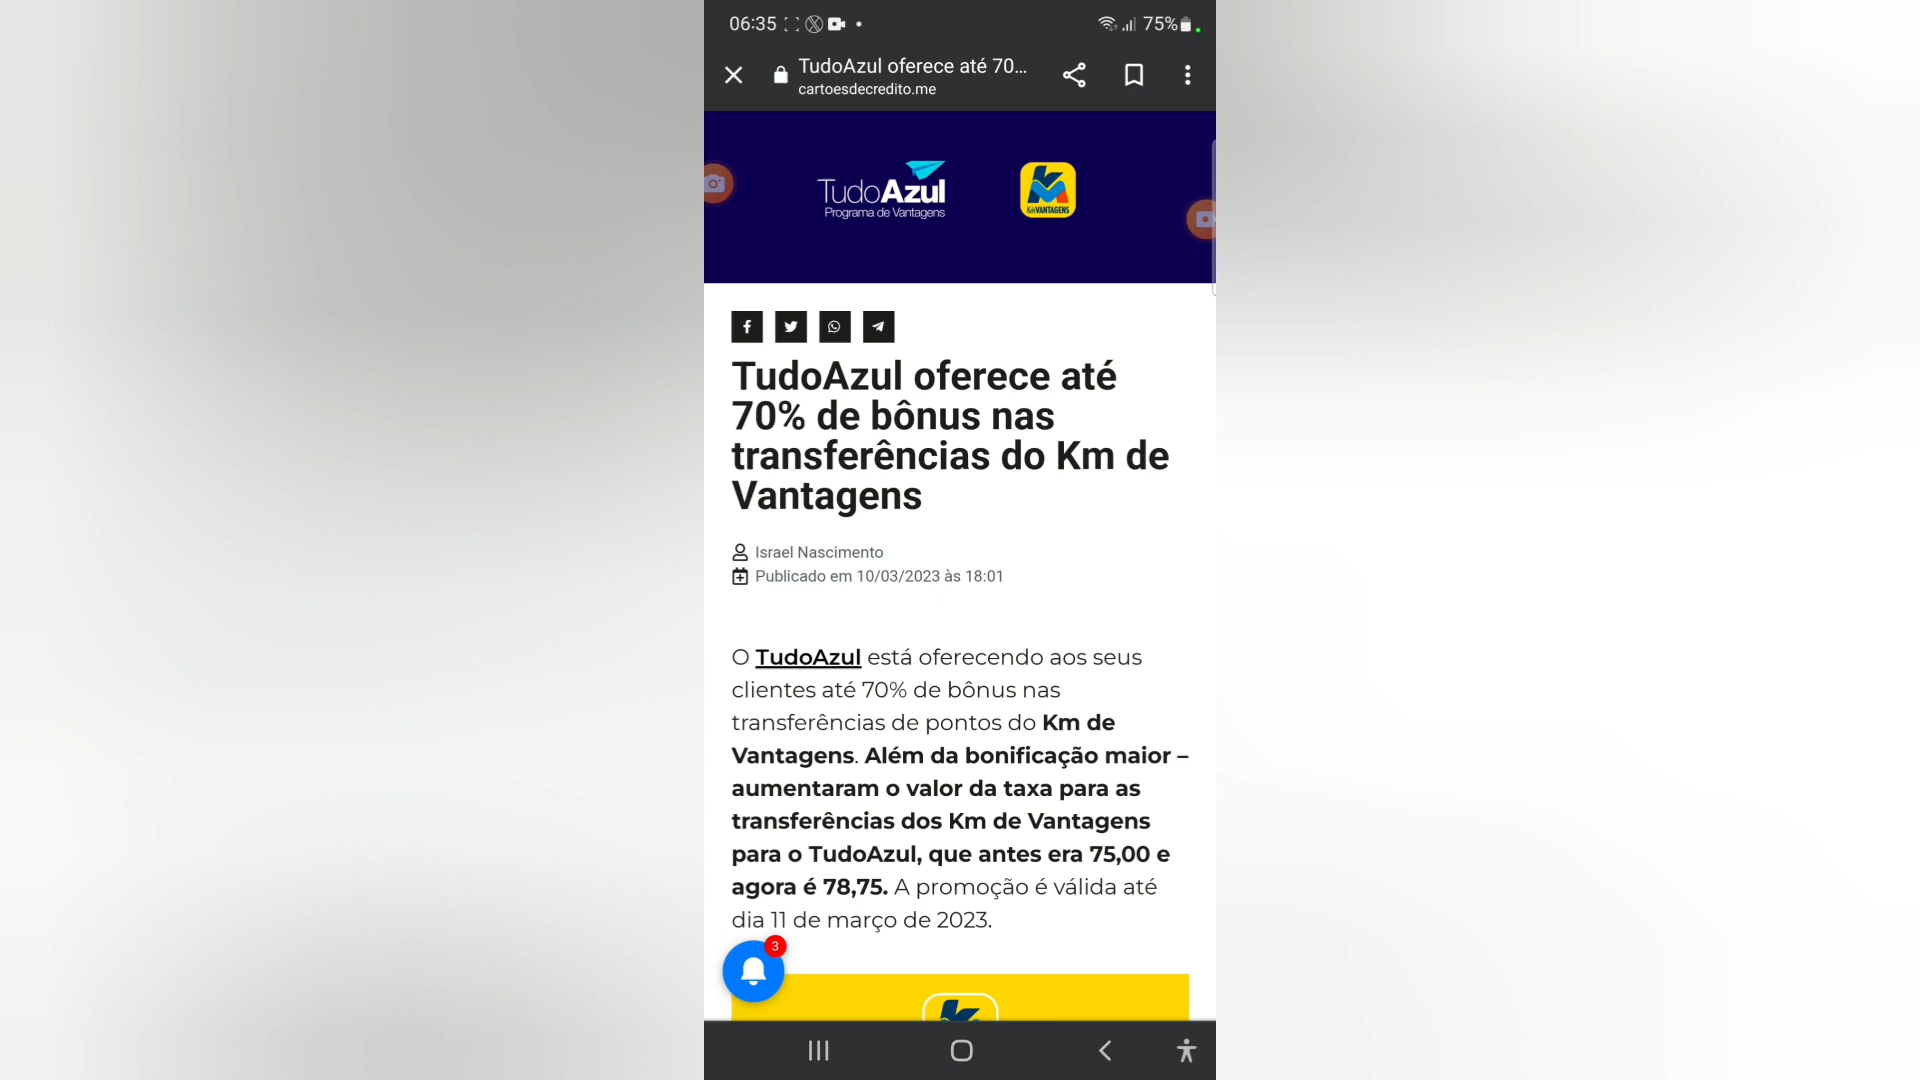 06:35
75%
TudoAzul oferece até 70...
cartoesdecredito.me
TudoAzul
Programa de Vantagens
KM DE VANTAGENS
TudoAzul oferece até
70% de bônus nas
transferências do Km de
Vantagens
Israel Nascimento
Publicado em 10/03/2023 às 18:01
O TudoAzul está oferecendo aos seus
clientes até 70% de bônus nas
transferências de pontos do Km de
Vantagens. Além da bonificação maior –
aumentaram o valor da taxa para as
transferências dos Km de Vantagens
para o TudoAzul, que antes era 75,00 e
agora é 78,75. A promoção é válida até
dia 11 de março de 2023.
3